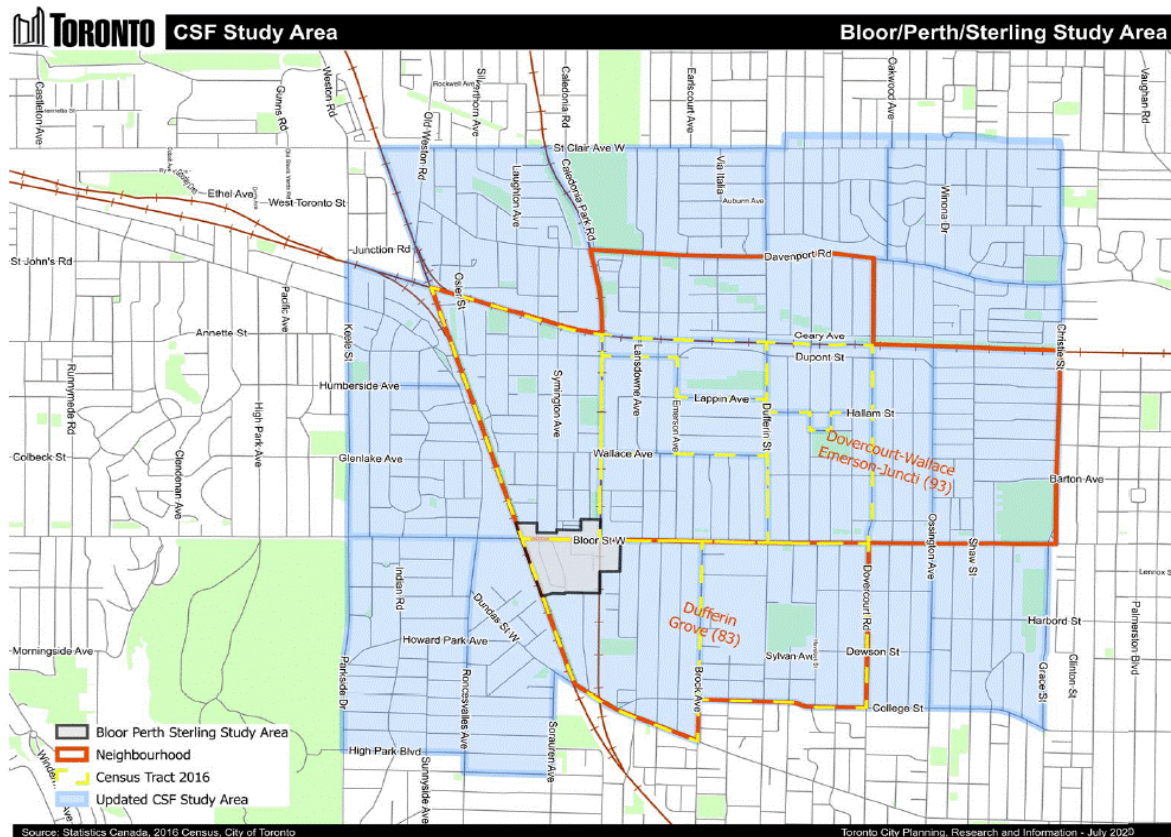 TORONTO
CSF Study Area
Bloor/Perth/Sterling Study Area
Castleton Ave
Gunns Rd
Weston Rd
Rockwell Ave
Silverthorn Ave
Caledonia Rd
Earlscourt Ave
Oakwood Ave
Vaughan Rd
Old Weston Rd
St Clair Ave W
Laughton Ave
Caledonia Park Rd
Via Italia
Auburn Ave
Winona Dr
Ethel Ave
West Toronto St
Junction Rd
St John's Rd
Davenport Rd
Osler St
Pacific Ave
Annette St
Keele St
Geary Ave
Christie St
Lansdowne Ave
Dupont St
Runnymede Rd
Humberside Ave
High Park Ave
Symington Ave
Lappin Ave
Emerson Ave
Dufferin St
Hallam St
Colbeck St
Clendenan Ave
Glenlake Ave
Wallace Ave
Dovercourt-Wallace
Emerson-Juncti (93)
Barton Ave
Bloor St W
Ossington Ave
Shaw St
Lennox S
Indian Rd
Dundas St W
Dovercourt Rd
Dufferin
Grove (83)
Harbord St
Palmerston Blvd
Morningside Ave
Howard Park Ave
Sylvan Ave
Dewson St
Parkside Dr
Roncesvalles Ave
Brock Ave
College St
Grace St
Clinton St
Sorauren Ave
High Park Blvd
Sunnyside Ave
Bloor Perth Sterling Study Area
Neighbourhood
Census Tract 2016
Updated CSF Study Area
Source: Statistics Canada, 2016 Census, City of Toronto
Toronto City Planning, Research and Information - July 2020